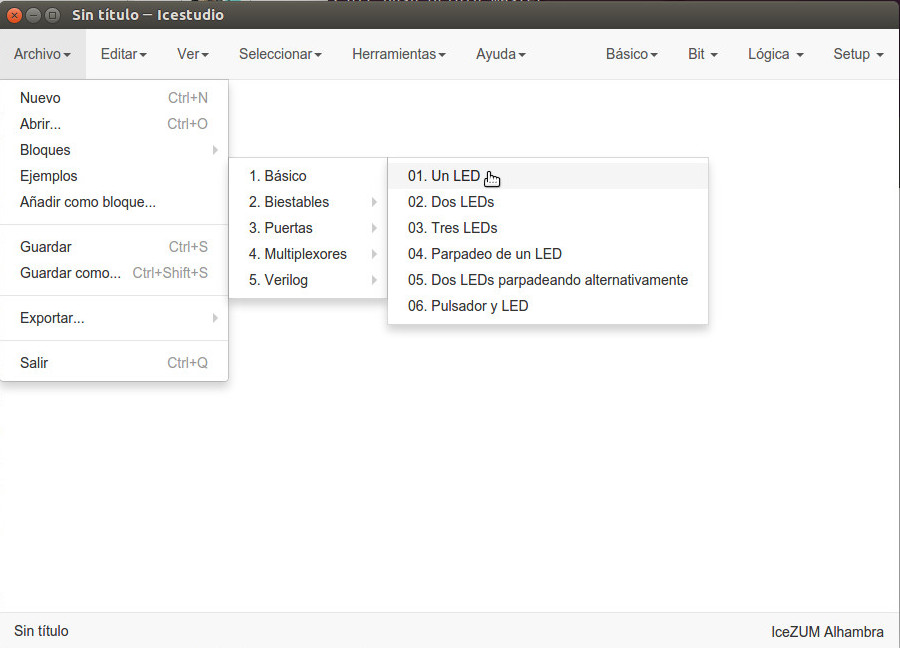 Sin título — Icestudio
Archivo Editar Ver Seleccionar Herramientas Ayuda Básico Bit Lógica Setup
Nuevo Ctrl+N
Abrir... Ctrl+O
Bloques
Ejemplos
Añadir como bloque...
Guardar Ctrl+S
Guardar como... Ctrl+Shift+S
Exportar...
Salir Ctrl+Q
1. Básico
2. Biestables
3. Puertas
4. Multiplexores
5. Verilog
01. Un LED
02. Dos LEDs
03. Tres LEDs
04. Parpadeo de un LED
05. Dos LEDs parpadeando alternativamente
06. Pulsador y LED
Sin título IceZUM Alhambra